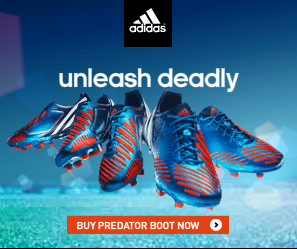 adidas
unleash deadly
BUY PREDATOR BOOT NOW